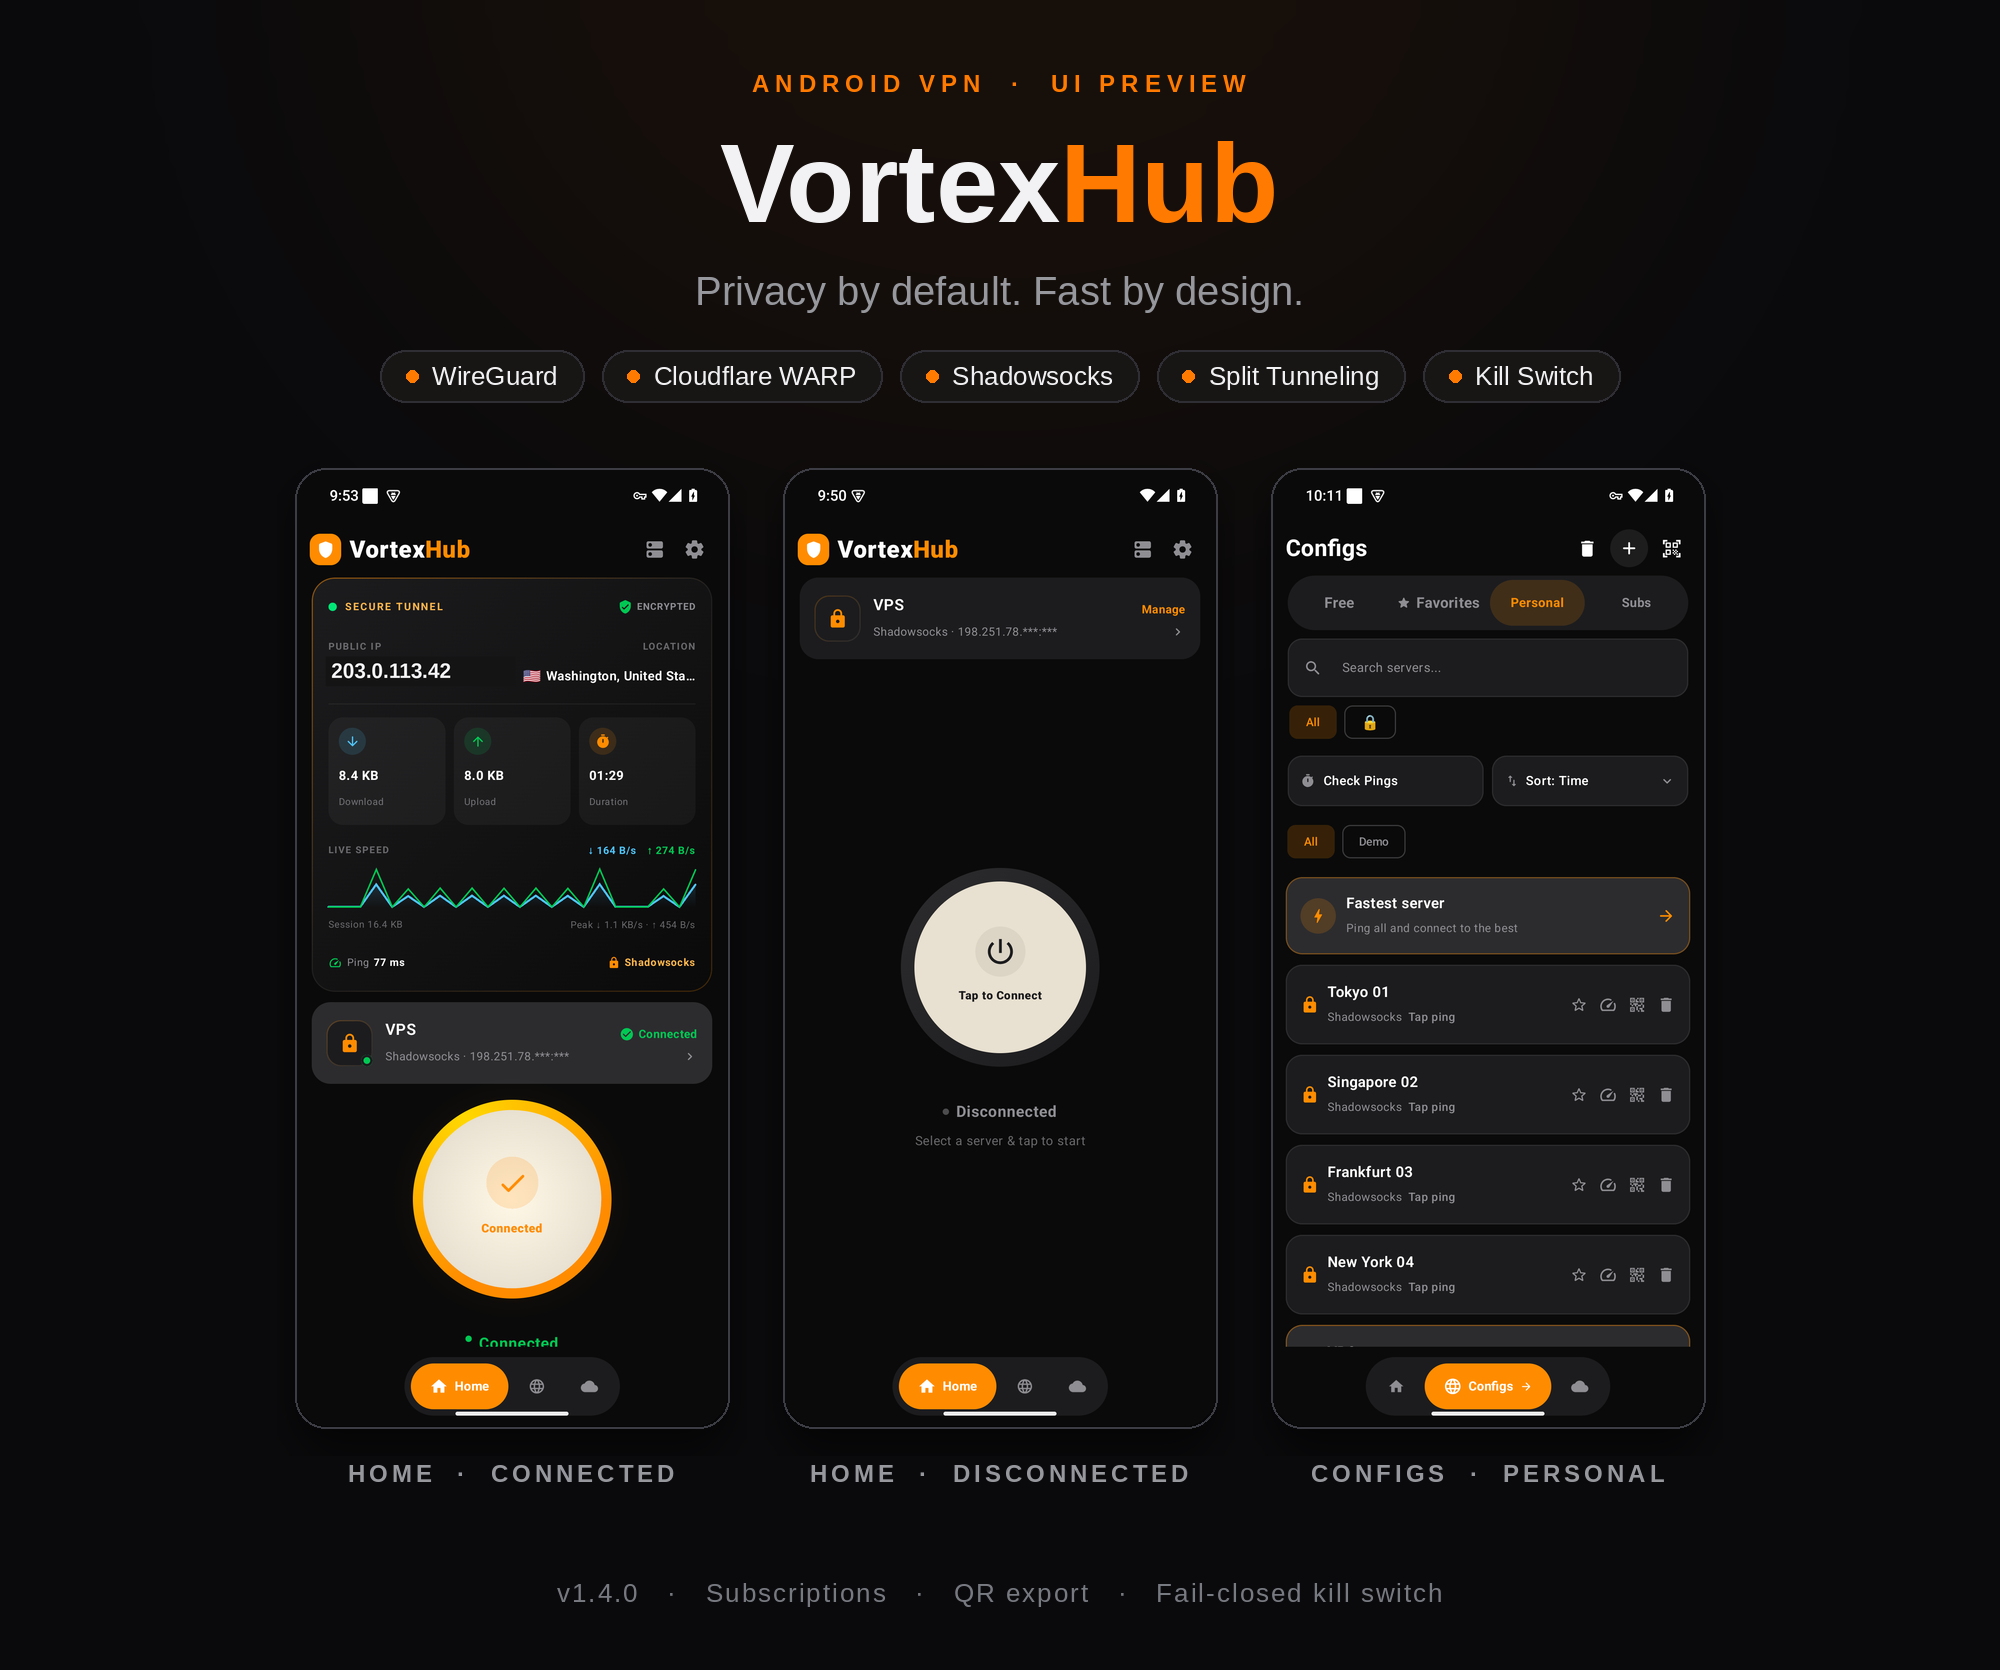 ANDROID VPN · UI PREVIEW
VortexHub
Privacy by default. Fast by design.
WireGuard
Cloudflare WARP
Shadowsocks
Split Tunneling
Kill Switch
9:53
VortexHub
SECURE TUNNEL
ENCRYPTED
PUBLIC IP
LOCATION
203.0.113.42
Washington, United Sta...
8.4 KB
8.0 KB
01:29
Download
Upload
Duration
LIVE SPEED
↓ 164 B/s ↑ 274 B/s
Session 16.4 KB
Peak ↓ 1.1 KB/s · ↑ 454 B/s
Ping 77 ms
Shadowsocks
VPS
Shadowsocks · 198.251.78.***:***
Connected
Connected
Connected
Home
HOME · CONNECTED
9:50
VortexHub
VPS
Shadowsocks · 198.251.78.***:***
Manage
Tap to Connect
Disconnected
Select a server & tap to start
Home
HOME · DISCONNECTED
10:11
Configs
Free
Favorites
Personal
Subs
Search servers...
All
Check Pings
Sort: Time
All
Demo
Fastest server
Ping all and connect to the best
Tokyo 01
Shadowsocks Tap ping
Singapore 02
Shadowsocks Tap ping
Frankfurt 03
Shadowsocks Tap ping
New York 04
Shadowsocks Tap ping
Configs →
CONFIGS · PERSONAL
v1.4.0 · Subscriptions · QR export · Fail-closed kill switch